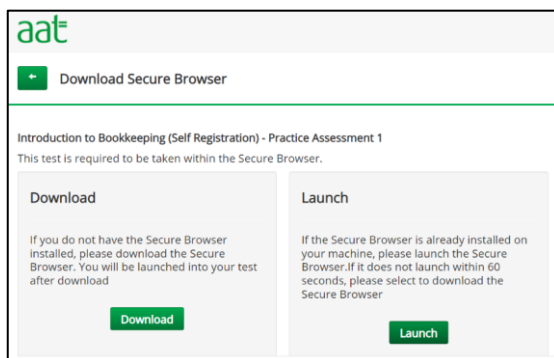 aat
Download Secure Browser
Introduction to Bookkeeping (Self Registration) - Practice Assessment 1
This test is required to be taken within the Secure Browser.
Download
If you do not have the Secure Browser
installed, please download the Secure
Browser. You will be launched into your test
after download
Download
Launch
If the Secure Browser is already installed on
your machine, please launch the Secure
Browser.If it does not launch within 60
seconds, please select to download the
Secure Browser
Launch